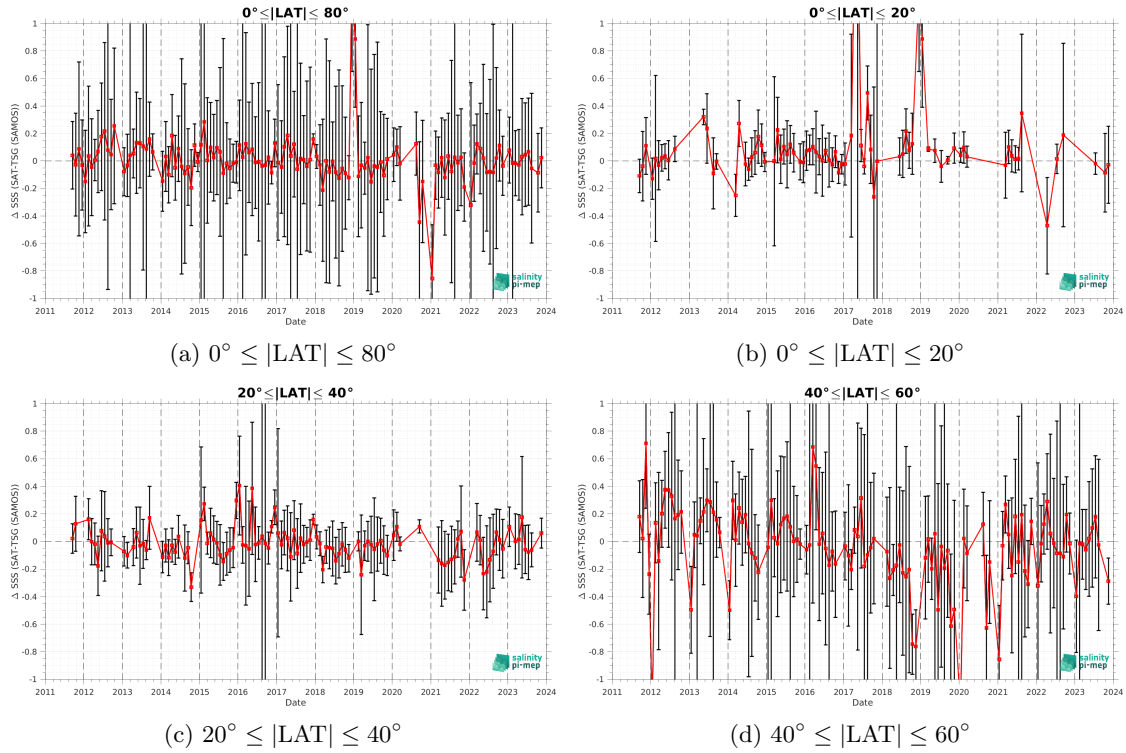 0°≤|LAT|≤ 80°
Δ SSS (SAT-TSG (SAMOS))
1
0.8
0.6
0.4
0.2
0
-0.2
-0.4
-0.6
-0.8
-1
2011 2012 2013 2014 2015 2016 2017 2018 2019 2020 2021 2022 2023 2024
Date
salinity
pi-mep
(a) 0° ≤ |LAT| ≤ 80°
0°≤|LAT|≤ 20°
Δ SSS (SAT-TSG (SAMOS))
1
0.8
0.6
0.4
0.2
0
-0.2
-0.4
-0.6
-0.8
-1
2011 2012 2013 2014 2015 2016 2017 2018 2019 2020 2021 2022 2023 2024
Date
salinity
pi-mep
(b) 0° ≤ |LAT| ≤ 20°
20°≤|LAT|≤ 40°
Δ SSS (SAT-TSG (SAMOS))
1
0.8
0.6
0.4
0.2
0
-0.2
-0.4
-0.6
-0.8
-1
2011 2012 2013 2014 2015 2016 2017 2018 2019 2020 2021 2022 2023 2024
Date
salinity
pi-mep
(c) 20° ≤ |LAT| ≤ 40°
40°≤|LAT|≤ 60°
Δ SSS (SAT-TSG (SAMOS))
1
0.8
0.6
0.4
0.2
0
-0.2
-0.4
-0.6
-0.8
-1
2011 2012 2013 2014 2015 2016 2017 2018 2019 2020 2021 2022 2023 2024
Date
salinity
pi-mep
(d) 40° ≤ |LAT| ≤ 60°